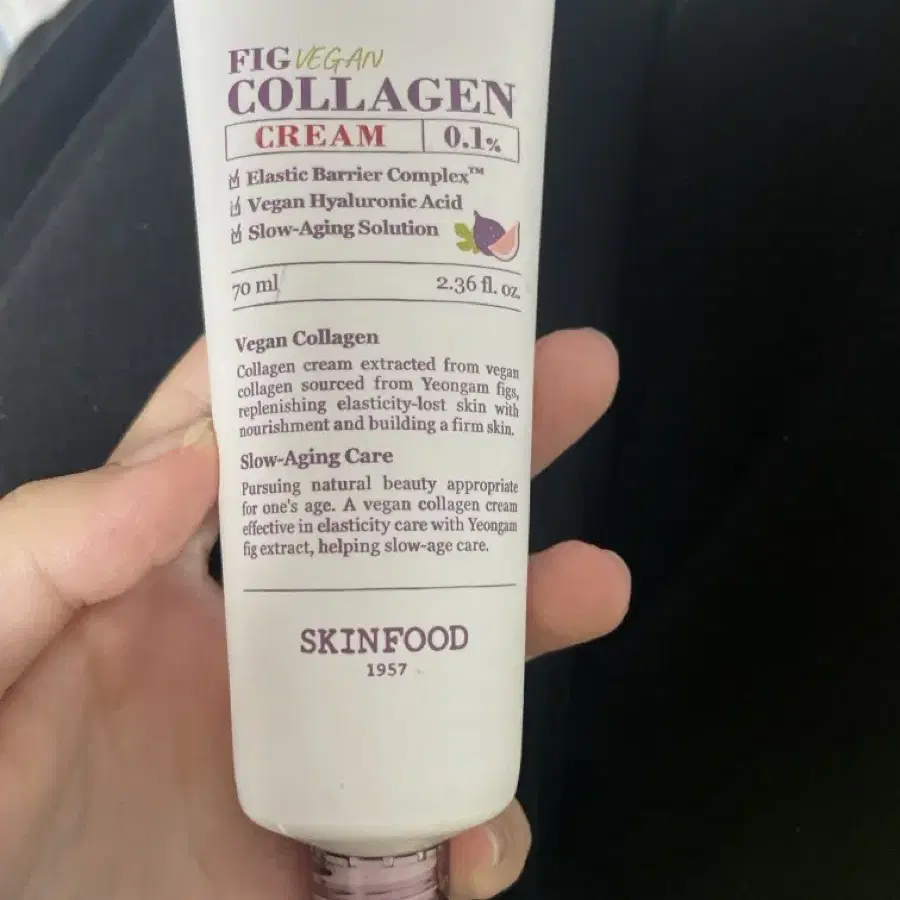 FIG VEGAN
COLLAGEN
CREAM 0.1%
Elastic Barrier Complex™
Vegan Hyaluronic Acid
Slow-Aging Solution
70 ml 2.36 fl. oz.
Vegan Collagen
Collagen cream extracted from vegan
collagen sourced from Yeongam figs,
replenishing elasticity-lost skin with
nourishment and building a firm skin.
Slow-Aging Care
Pursuing natural beauty appropriate
for one's age. A vegan collagen cream
effective in elasticity care with Yeongam
fig extract, helping slow-age care.
SKINFOOD
1957